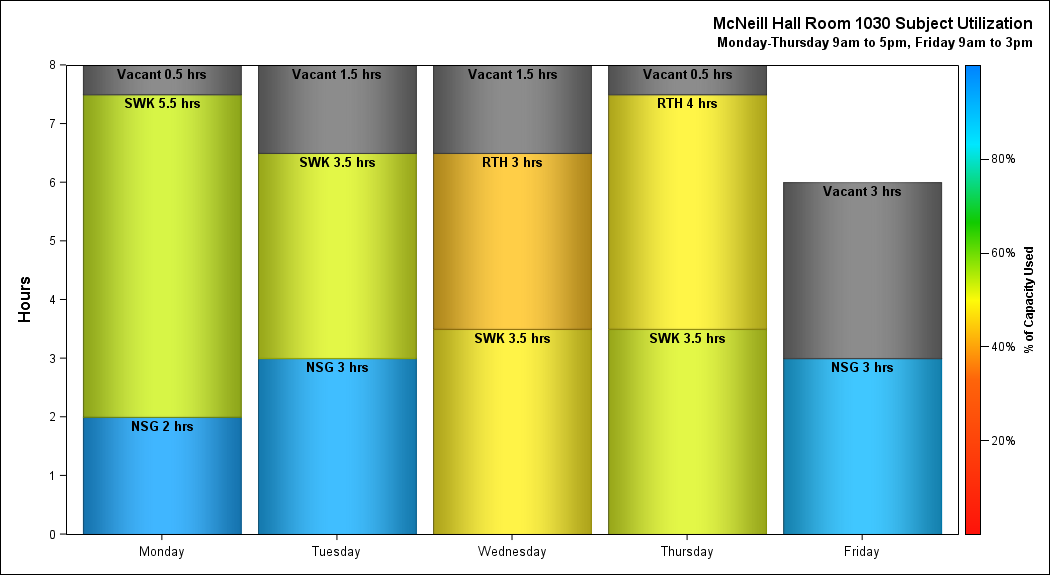 McNeill Hall Room 1030 Subject Utilization
Monday-Thursday 9am to 5pm, Friday 9am to 3pm
Hours
8
7
6
5
4
3
2
1
0
Vacant 0.5 hrs
SWK 5.5 hrs
NSG 2 hrs
Vacant 1.5 hrs
SWK 3.5 hrs
NSG 3 hrs
Vacant 1.5 hrs
RTH 3 hrs
SWK 3.5 hrs
Vacant 0.5 hrs
RTH 4 hrs
SWK 3.5 hrs
Vacant 3 hrs
NSG 3 hrs
Monday
Tuesday
Wednesday
Thursday
Friday
80%
60%
40%
20%
% of Capacity Used